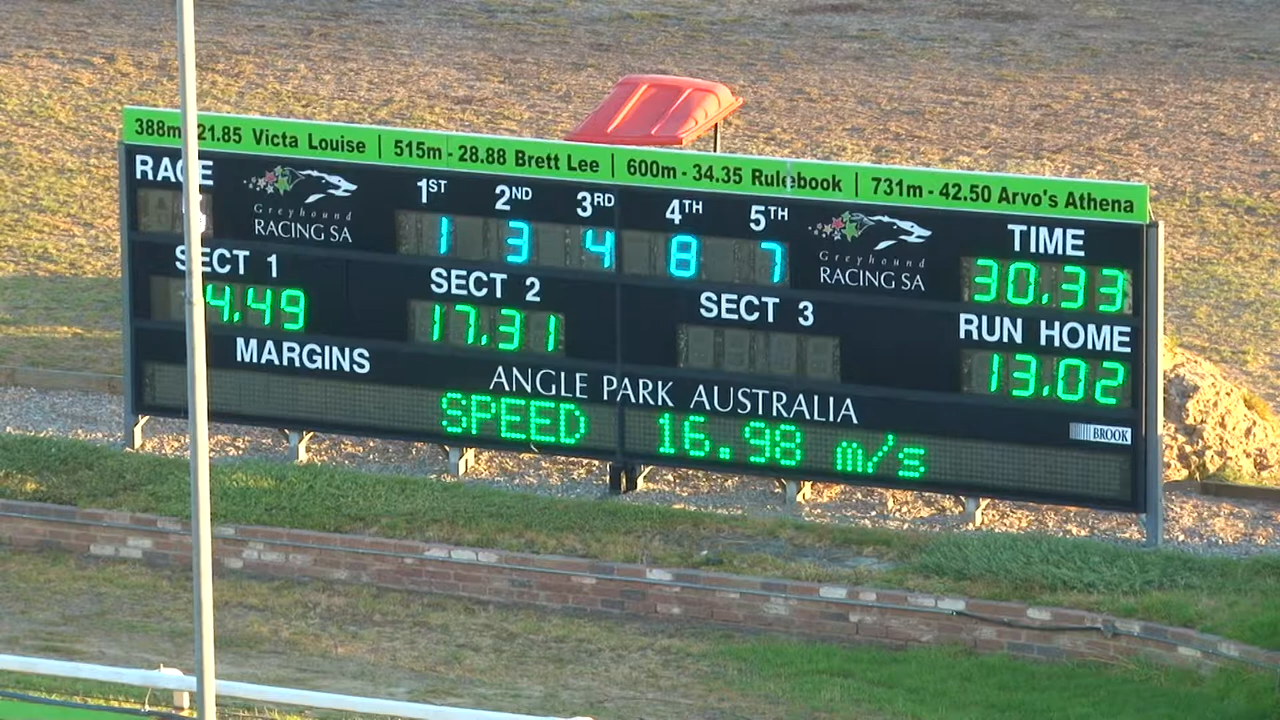 388m 21.85 Victa Louise | 515m - 28.88 Brett Lee | 600m - 34.35 Rulebook | 731m - 42.50 Arvo's Athena
RACE
Greyhound
RACING SA
1ST 2ND 3RD 4TH 5TH
1 3 4 8 7
Greyhound
RACING SA
TIME
30.33
SECT 1
4.49
SECT 2
17.31
SECT 3
RUN HOME
13.02
MARGINS
ANGLE PARK AUSTRALIA
SPEED 16.98 m/s
BROOK